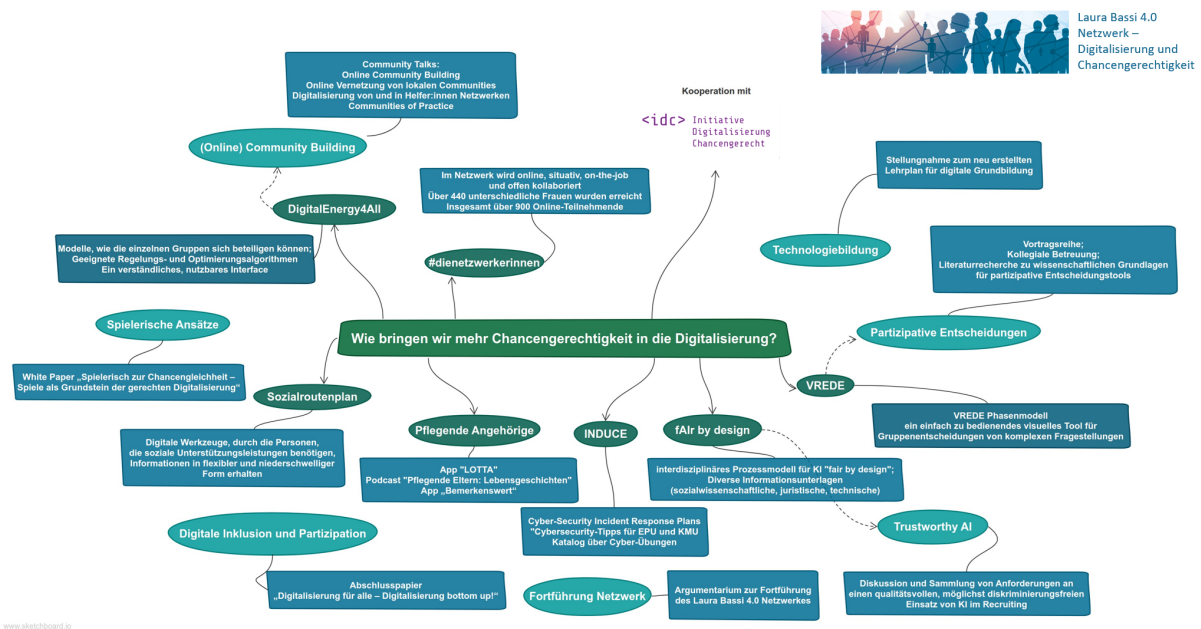 Laura Bassi 4.0
Netzwerk –
Digitalisierung und
Chancengerechtigkeit
Community Talks:
Online Community Building
Online Vernetzung von lokalen Communities
Digitalisierung von und in Helfer:innen Netzwerken
Communities of Practice
Kooperation mit
<idc> Initiative
Digitalisierung
Chancengerecht
(Online) Community Building
Im Netzwerk wird online, situativ, on-the-job
und offen kollaboriert
Über 440 unterschiedliche Frauen wurden erreicht
Insgesamt über 900 Online-Teilnehmende
Stellungnahme zum neu erstellten
Lehrplan für digitale Grundbildung
DigitalEnergy4All
Modelle, wie die einzelnen Gruppen sich beteiligen können;
Geeignete Regelungs- und Optimierungsalgorithmen
Ein verständliches, nutzbares Interface
#dienetzwerkerinnen
Technologiebildung
Vortragsreihe;
Kollegiale Betreuung;
Literaturrecherche zu wissenschaftlichen Grundlagen
für partizipative Entscheidungstools
Spielerische Ansätze
Wie bringen wir mehr Chancengerechtigkeit in die Digitalisierung?
Partizipative Entscheidungen
White Paper „Spielerisch zur Chancengleichheit –
Spiele als Grundstein der gerechten Digitalisierung“
Sozialroutenplan
VREDE
VREDE Phasenmodell
ein einfach zu bedienendes visuelles Tool für
Gruppenentscheidungen von komplexen Fragestellungen
Digitale Werkzeuge, durch die Personen,
die soziale Unterstützungsleistungen benötigen,
Informationen in flexibler und niederschwelliger
Form erhalten
Pflegende Angehörige
INDUCE
fAIr by design
App "LOTTA"
Podcast "Pflegende Eltern: Lebensgeschichten"
App „Bemerkenswert“
interdisziplinäres Prozessmodell für KI "fair by design";
Diverse Informationsunterlagen
(sozialwissenschaftliche, juristische, technische)
Digitale Inklusion und Partizipation
Cyber-Security Incident Response Plans
"Cybersecurity-Tipps für EPU und KMU
Katalog über Cyber-Übungen
Trustworthy AI
Abschlusspapier
„Digitalisierung für alle – Digitalisierung bottom up!“
Fortführung Netzwerk
Argumentarium zur Fortführung
des Laura Bassi 4.0 Netzwerkes
Diskussion und Sammlung von Anforderungen an
einen qualitätsvollen, möglichst diskriminierungsfreien
Einsatz von KI im Recruiting
www.sketchboard.io